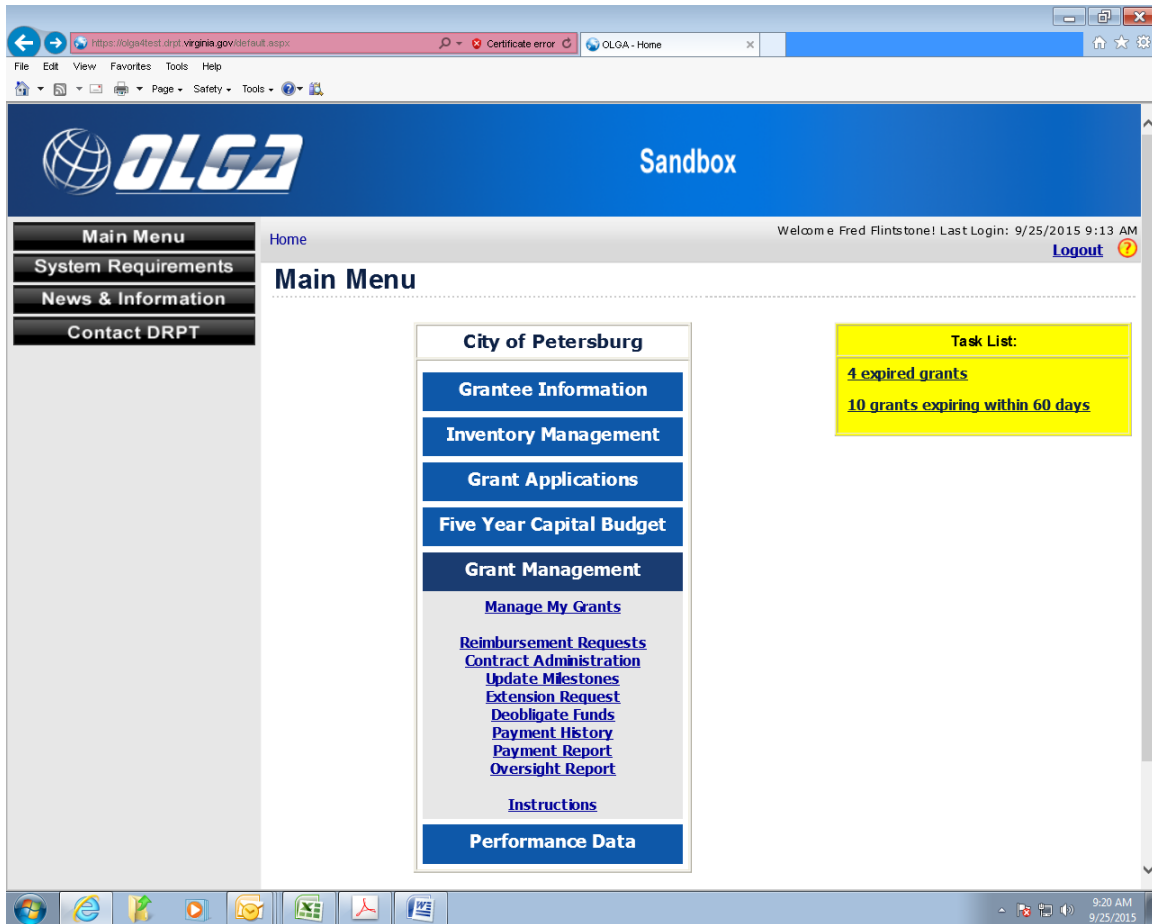 https://olga4test.drpt.virginia.gov/default.aspx
Certificate error
OLGA - Home
File Edit View Favorites Tools Help
Page Safety Tools
OLGA
Sandbox
Main Menu
System Requirements
News & Information
Contact DRPT
Home
Welcome Fred Flintstone! Last Login: 9/25/2015 9:13 AM
Logout ?
Main Menu
City of Petersburg
Grantee Information
Inventory Management
Grant Applications
Five Year Capital Budget
Grant Management
Manage My Grants
Reimbursement Requests
Contract Administration
Update Milestones
Extension Request
Deobligate Funds
Payment History
Payment Report
Oversight Report
Instructions
Performance Data
Task List:
4 expired grants
10 grants expiring within 60 days
9:20 AM
9/25/2015